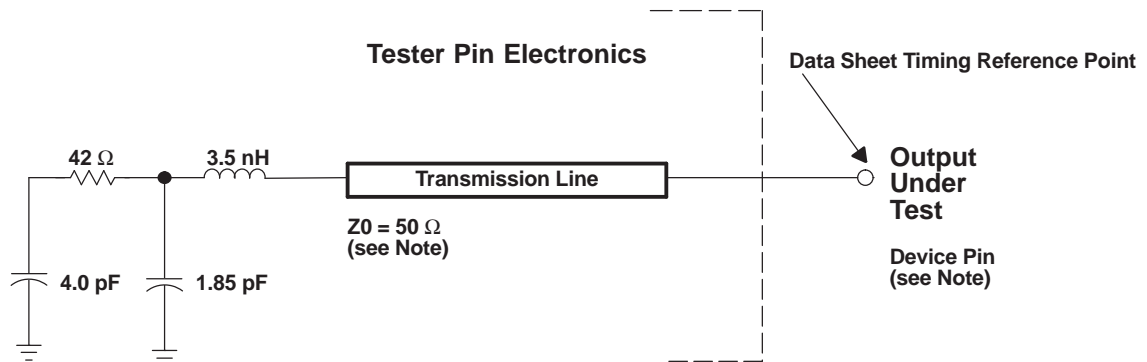 Tester Pin Electronics
Data Sheet Timing Reference Point
42 Ω
3.5 nH
Transmission Line
Output
Under
Test
Z0 = 50 Ω
(see Note)
Device Pin
(see Note)
4.0 pF
1.85 pF